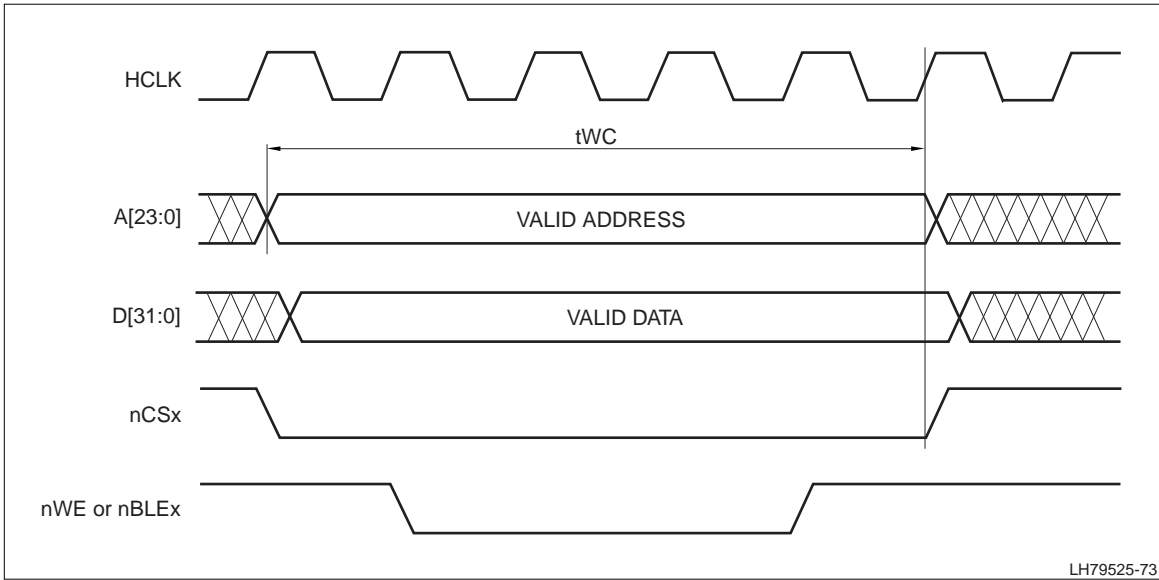 HCLK
tWC
A[23:0]
VALID ADDRESS
D[31:0]
VALID DATA
nCSx
nWE or nBLEx
LH79525-73